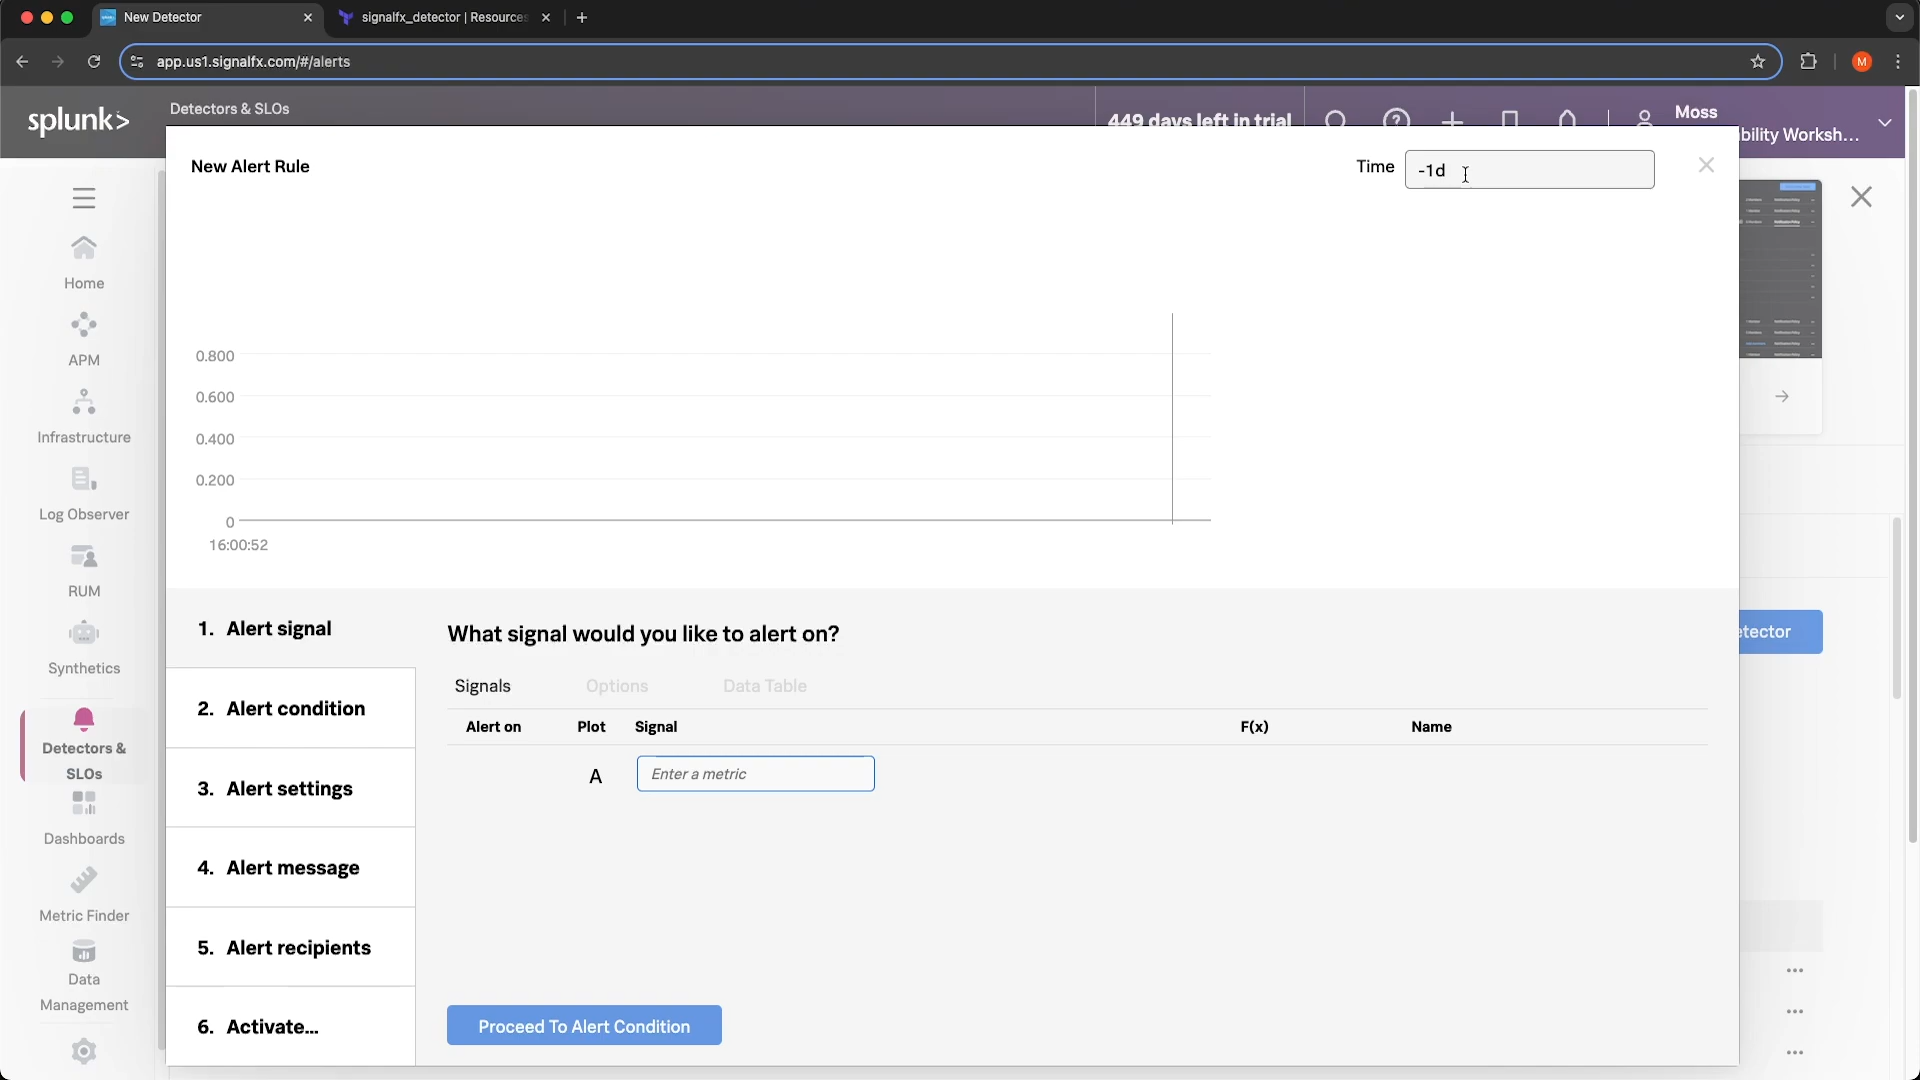 New Detector
signalfx_detector | Resources
app.us1.signalfx.com/#/alerts
splunk>
Detectors & SLOs
449 days left in trial
Moss
bility Worksh...
New Alert Rule
Time
-1d
0.800
0.600
0.400
0.200
0
16:00:52
Home
APM
Infrastructure
Log Observer
RUM
Synthetics
Detectors &
SLOs
Dashboards
Metric Finder
Data
Management
1. Alert signal
2. Alert condition
3. Alert settings
4. Alert message
5. Alert recipients
6. Activate...
What signal would you like to alert on?
Signals Options Data Table
Alert on Plot Signal F(x) Name
A Enter a metric
Proceed To Alert Condition
etector
M